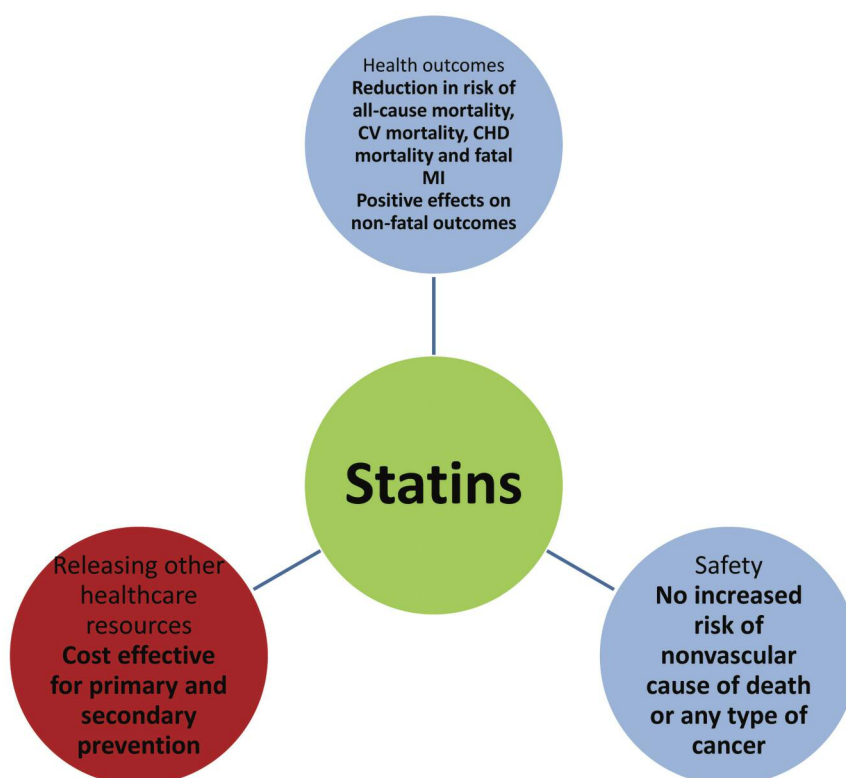 Health outcomes
Reduction in risk of
all-cause mortality,
CV mortality, CHD
mortality and fatal
MI
Positive effects on
non-fatal outcomes
Statins
Releasing other
healthcare
resources
Cost effective
for primary and
secondary
prevention
Safety
No increased
risk of
nonvascular
cause of death
or any type of
cancer